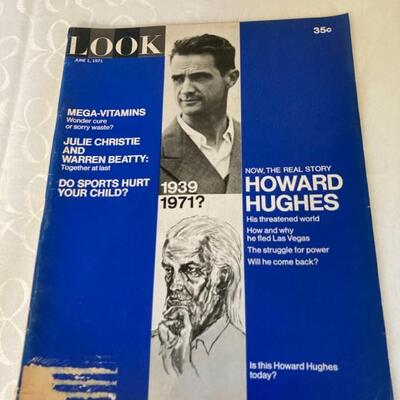 LOOK
JUNE 1, 1971
35¢
MEGA-VITAMINS
Wonder cure
or sorry waste?
JULIE CHRISTIE
AND
WARREN BEATTY:
Together at last
DO SPORTS HURT
YOUR CHILD?
1939
1971?
NOW, THE REAL STORY
HOWARD
HUGHES
His threatened world
How and why
he fled Las Vegas
The struggle for power
Will he come back?
Is this Howard Hughes
today?